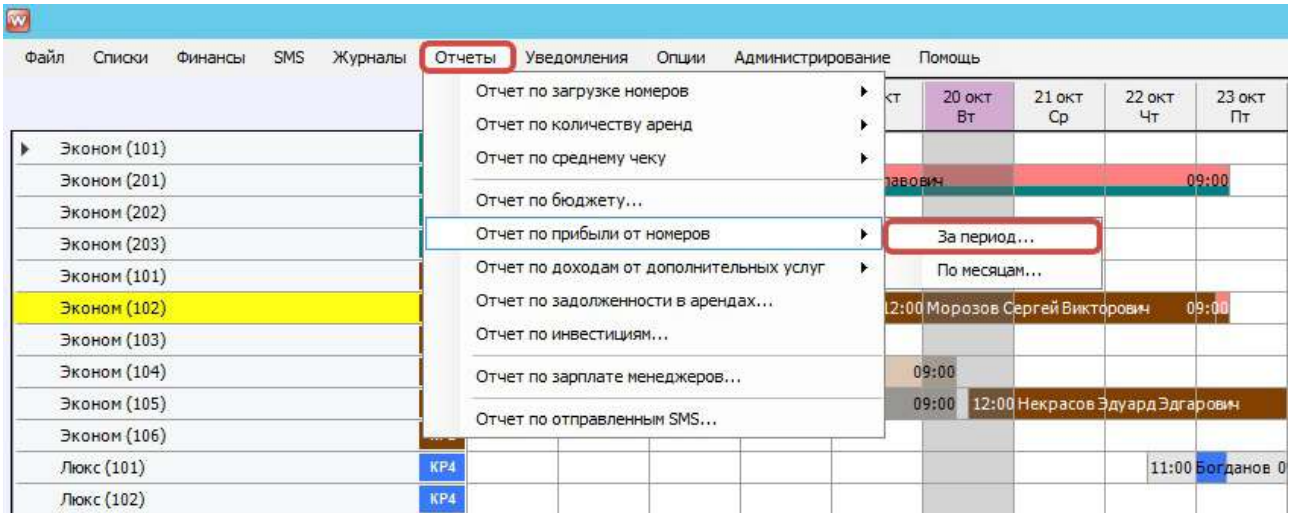 Файл Списки Финансы SMS Журналы Отчеты Уведомления Опции Администрирование Помощь
Отчет по загрузке номеров
Отчет по количеству аренд
Отчет по среднему чеку
Отчет по бюджету...
Отчет по прибыли от номеров
Отчет по доходам от дополнительных услуг
Отчет по задолженности в арендах...
Отчет по инвестициям...
Отчет по зарплате менеджеров...
Отчет по отправленным SMS...
За период...
По месяцам...
20 окт 21 окт 22 окт 23 окт
Вт Ср Чт Пт
Эконом (101)
Эконом (201) 09:00
Эконом (202)
Эконом (203)
Эконом (101)
Эконом (102) 12:00 Морозов Сергей Викторович 09:00
Эконом (103)
Эконом (104) 09:00
Эконом (105) 09:00 12:00 Некрасов Эдуард Эдгарович
Эконом (106)
Люкс (101) КР4 11:00 Богданов
Люкс (102) КР4